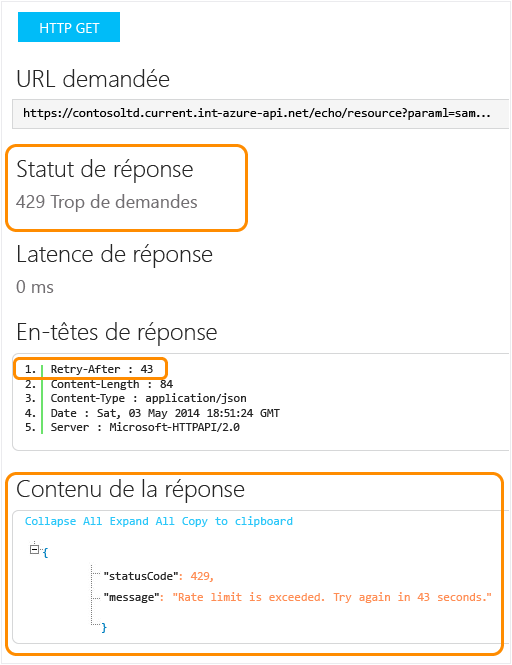 HTTP GET
URL demandée
https://contosoltd.current.int-azure-api.net/echo/resource?paraml=sam...
Statut de réponse
429 Trop de demandes
Latence de réponse
0 ms
En-têtes de réponse
1. Retry-After : 43
2. Content-Length : 84
3. Content-Type : application/json
4. Date : Sat, 03 May 2014 18:51:24 GMT
5. Server : Microsoft-HTTPAPI/2.0
Contenu de la réponse
Collapse All Expand All Copy to clipboard
{
"statusCode": 429,
"message": "Rate limit is exceeded. Try again in 43 seconds."
}